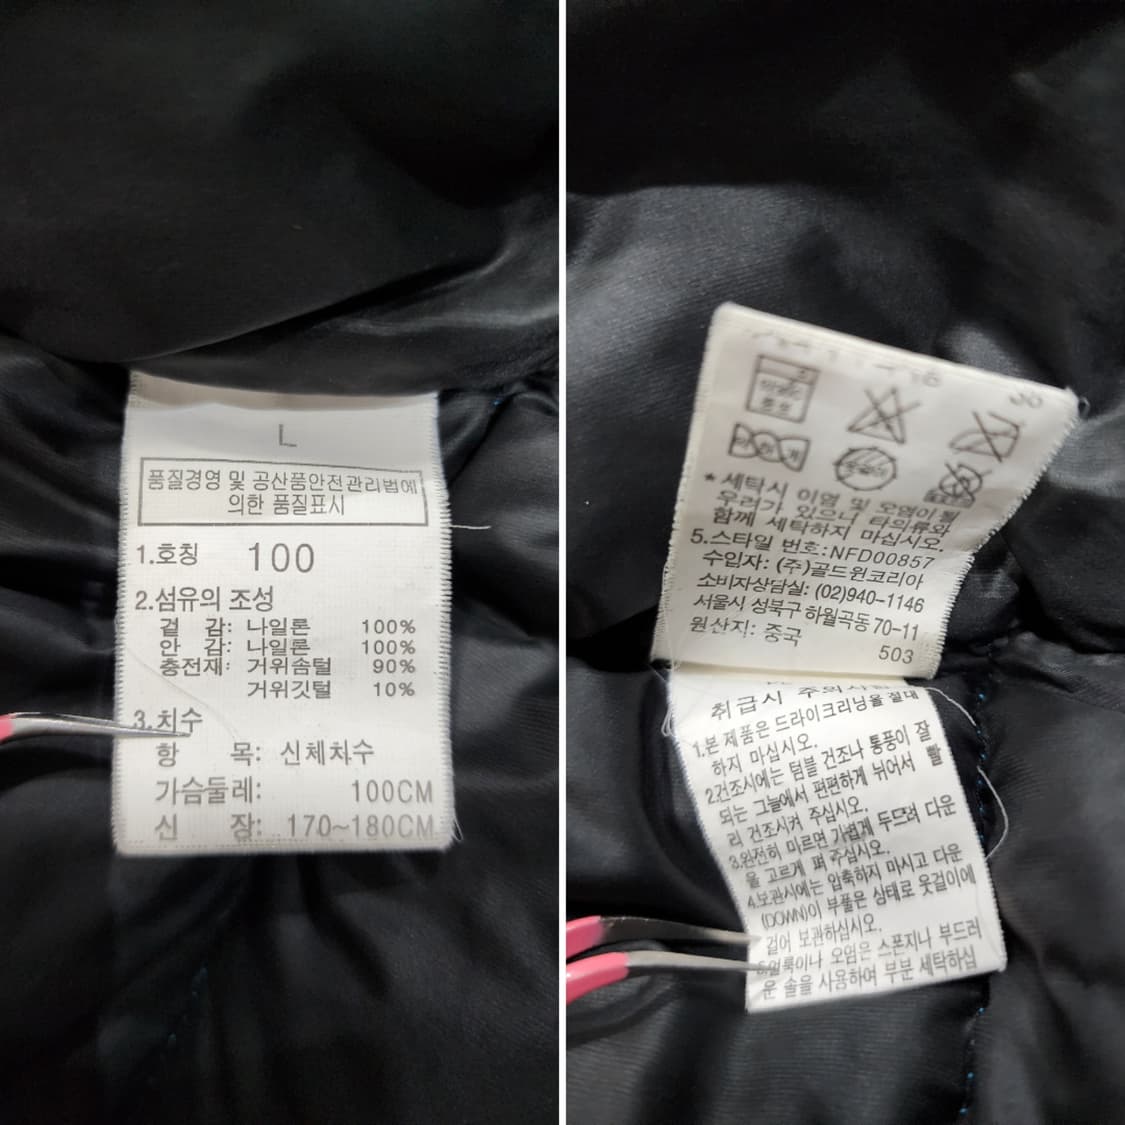 L
품질경영 및 공산품안전관리법에
의한 품질표시
1.호칭 100
2.섬유의 조성
겉 감: 나일론 100%
안 감: 나일론 100%
충전재: 거위솜털 90%
거위깃털 10%
3.치수
항 목: 신체치수
가슴둘레: 100CM
신 장: 170~180CM
약하게
* 세탁시 이염 및 오염이 될
우려가 있으니 타의류와
함께 세탁하지 마십시오.
5.스타일 번호:NFD00857
수입자: (주)골드윈코리아
소비자상담실: (02)940-1146
서울시 성북구 하월곡동 70-11
원산지: 중국
503
취급시 주의사항
1.본 제품은 드라이크리닝을 절대
하지 마십시오.
2.건조시에는 텀블 건조나 통풍이 잘
되는 그늘에서 편편하게 뉘어서 빨
리 건조시켜 주십시오.
3.완전히 마르면 가볍게 두드려 다운
을 고르게 펴 주십시오.
4.보관시에는 압축하지 마시고 다운
(DOWN)이 부풀은 상태로 옷걸이에
걸어 보관하십시오.
5.얼룩이나 오염은 스폰지나 부드러
운 솔을 사용하여 부분 세탁하십